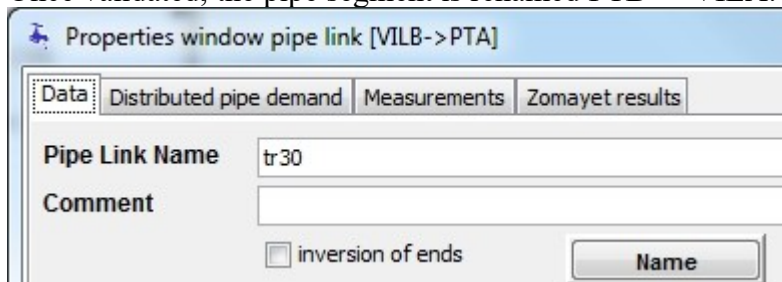 Properties window pipe link [VILB->PTA]
Data Distributed pipe demand Measurements Zomayet results
Pipe Link Name tr30
Comment
inversion of ends Name